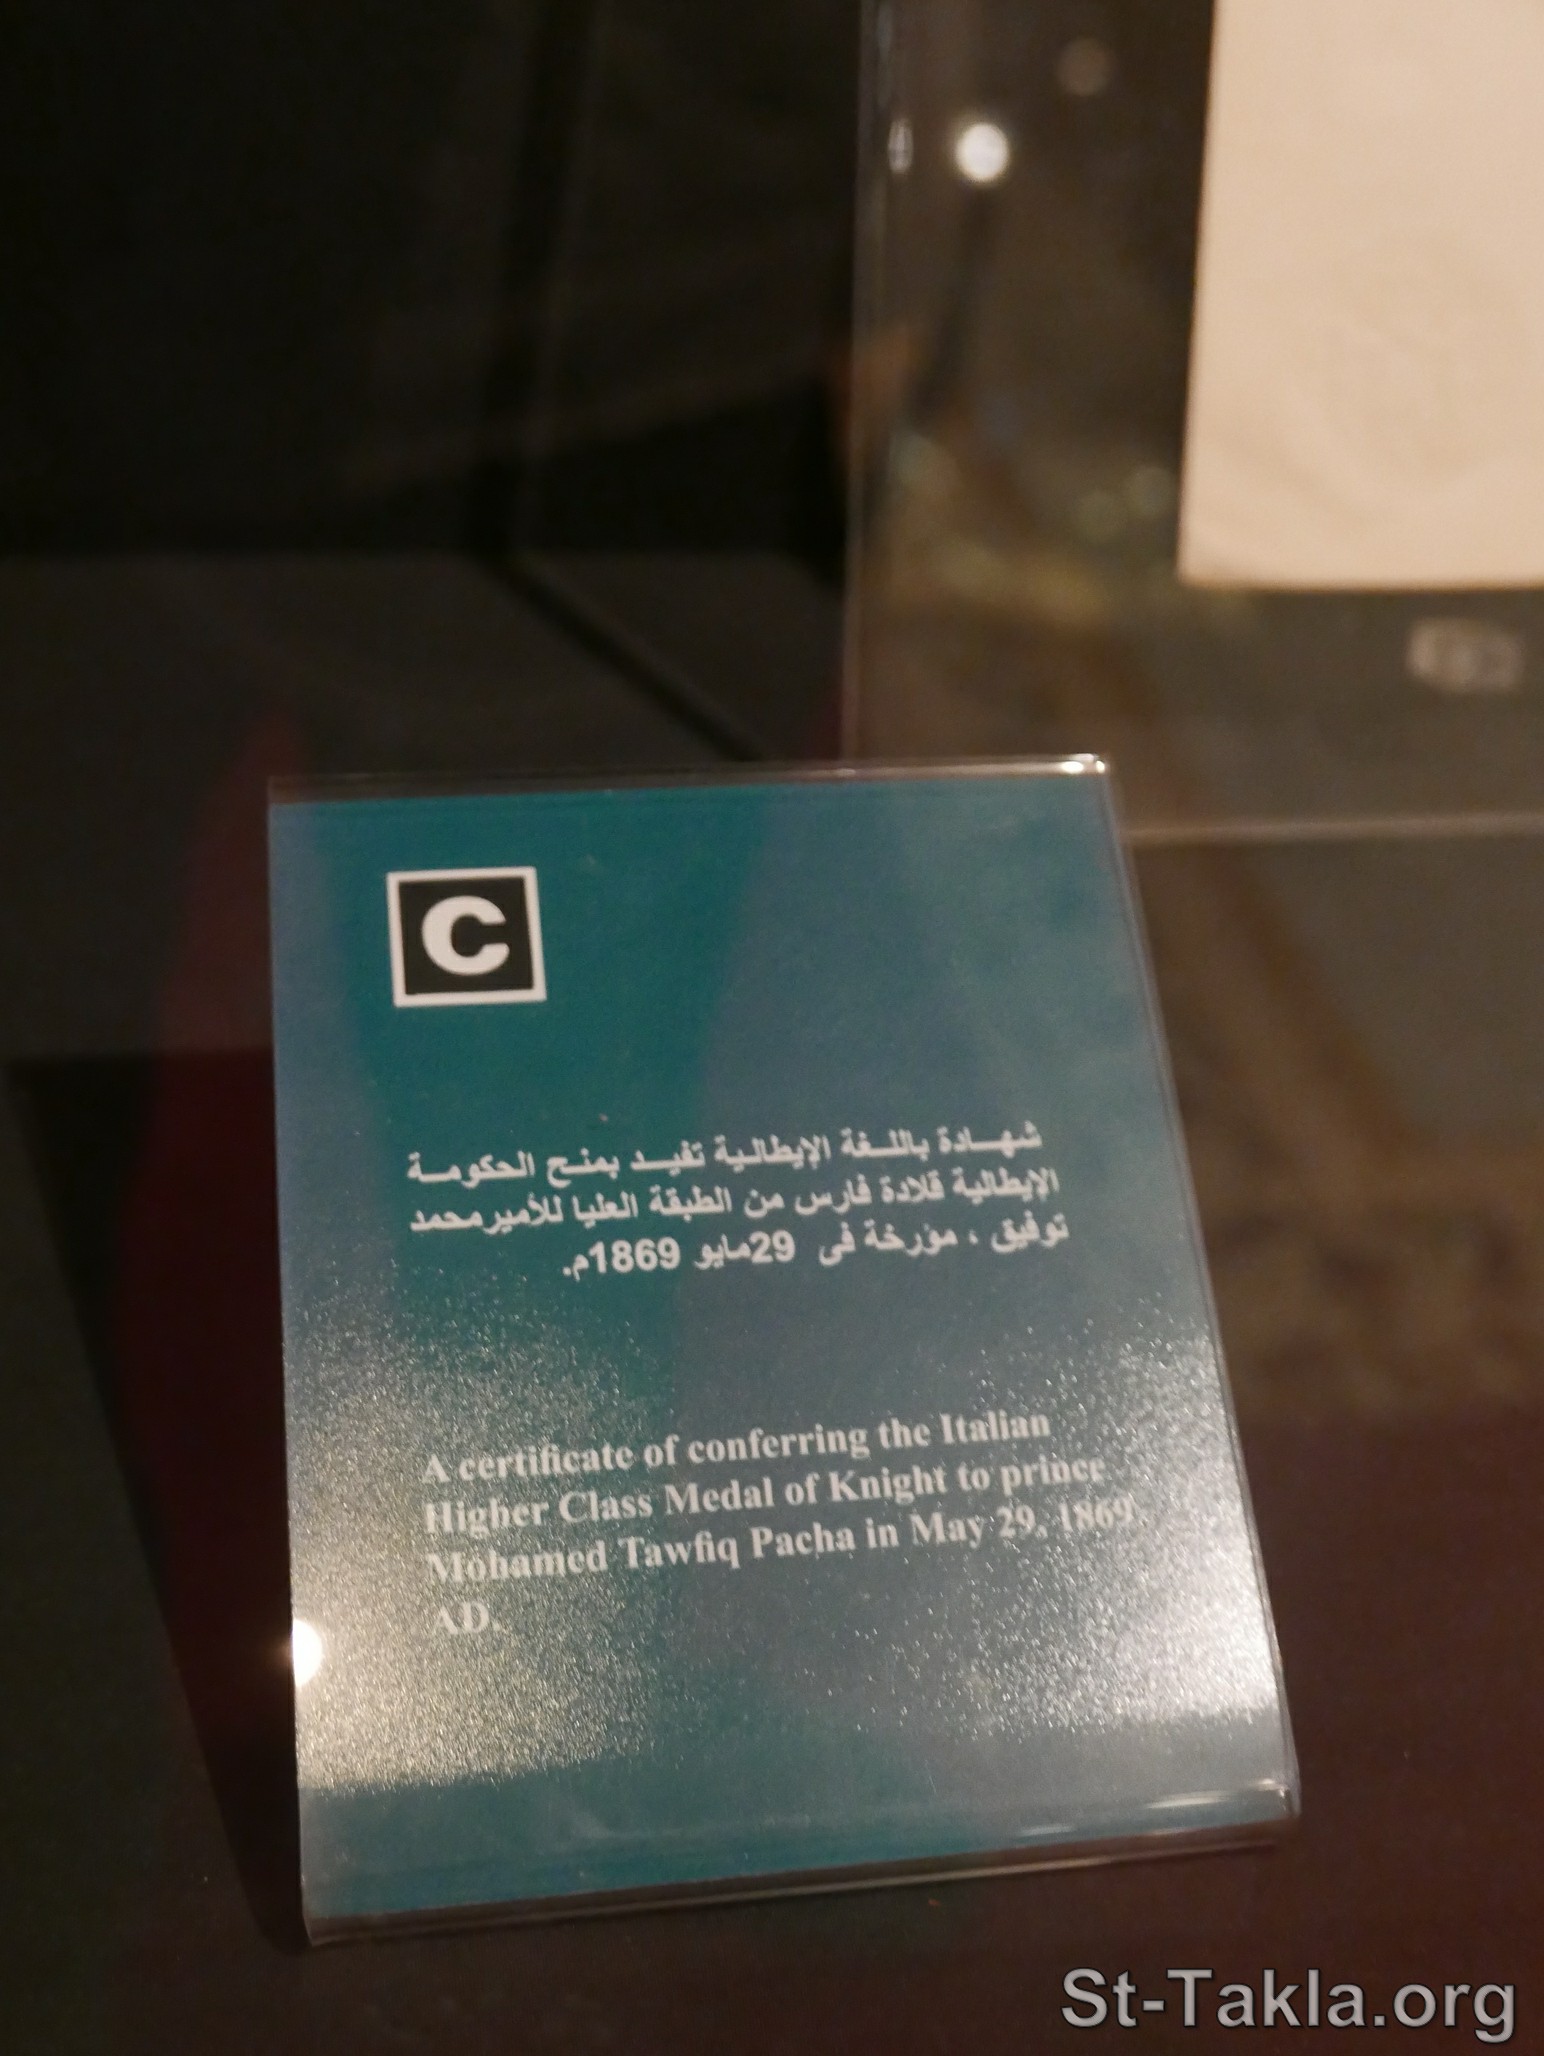 C
شهادة باللغة الإيطالية تفيد بمنح الحكومة
الإيطالية قلادة فارس من الطبقة العليا للأميرمحمد
توفيق ، مؤرخة فى 29مايو 1869م.
A certificate of conferring the Italian
Higher Class Medal of Knight to prince
Mohamed Tawfiq Pacha in May 29, 1869
AD.
St-Takla.org